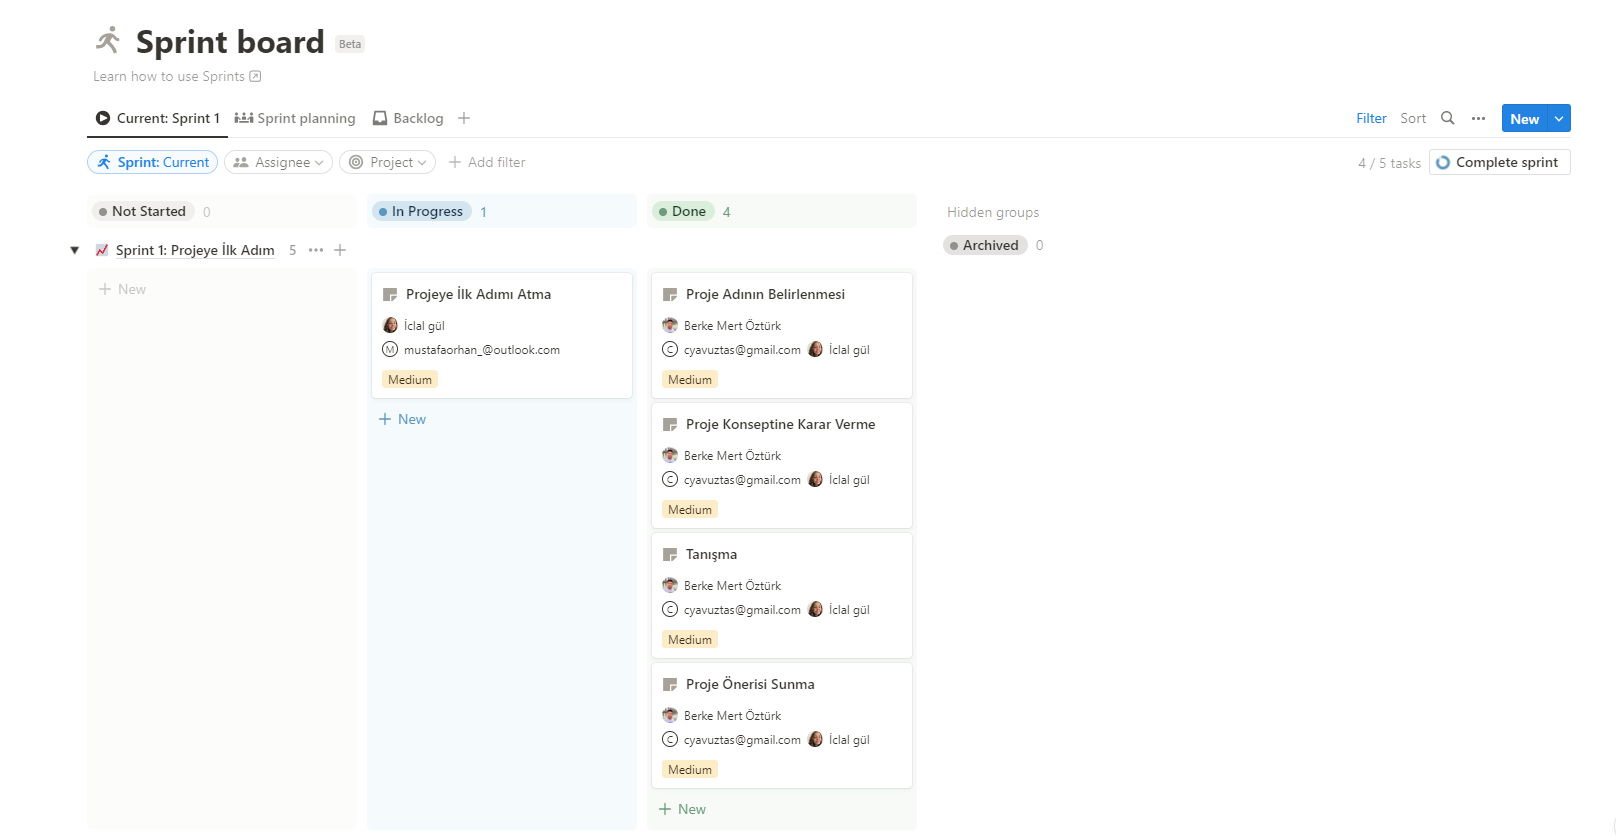 Sprint board Beta
Learn how to use Sprints
Current: Sprint 1 Sprint planning Backlog
Filter Sort New
Sprint: Current Assignee Project Add filter
4 / 5 tasks Complete sprint
Not Started 0
In Progress 1
Done 4
Hidden groups
Archived 0
Sprint 1: Projeye İlk Adım 5
New
Projeye İlk Adımı Atma
İclal gül
M mustafaorhan_@outlook.com
Medium
New
Proje Adının Belirlenmesi
Berke Mert Öztürk
C cyavuztas@gmail.com İclal gül
Medium
Proje Konseptine Karar Verme
Berke Mert Öztürk
C cyavuztas@gmail.com İclal gül
Medium
Tanışma
Berke Mert Öztürk
C cyavuztas@gmail.com İclal gül
Medium
Proje Önerisi Sunma
Berke Mert Öztürk
C cyavuztas@gmail.com İclal gül
Medium
New